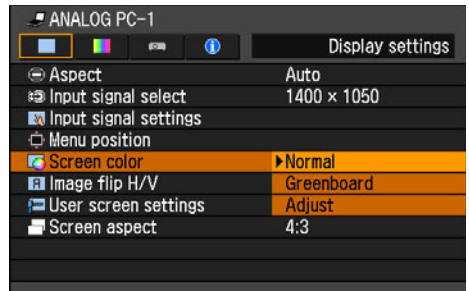 ANALOG PC-1
Display settings
Aspect Auto
Input signal select 1400 × 1050
Input signal settings
Menu position
Screen color Normal
Image flip H/V Greenboard
User screen settings Adjust
Screen aspect 4:3